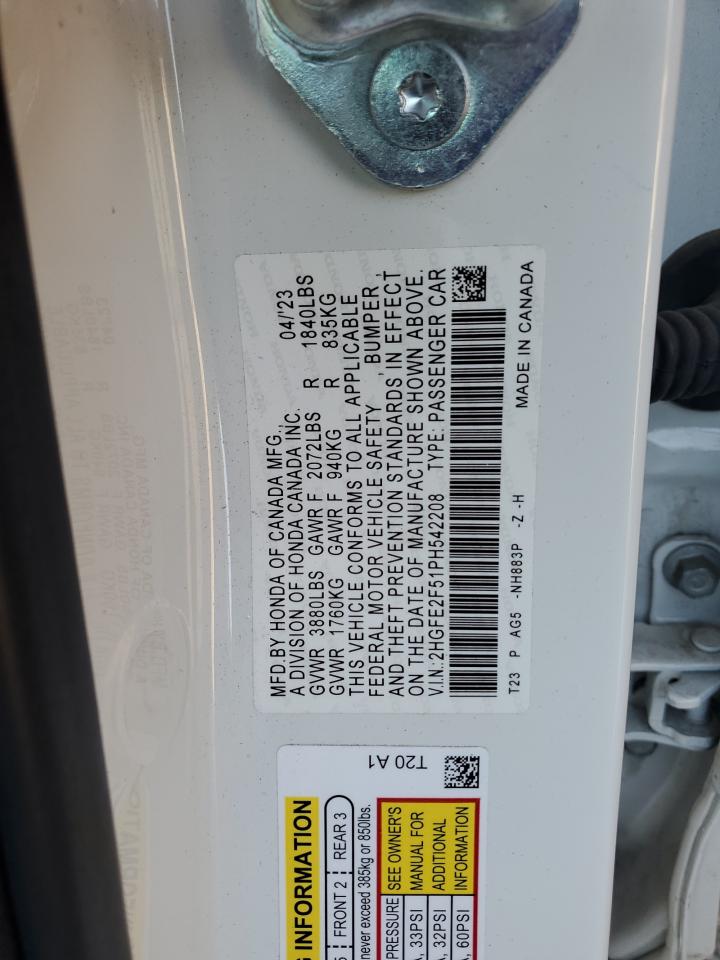 MFD.BY HONDA OF CANADA MFG.,
A DIVISION OF HONDA CANADA INC. 04/'23
GVWR 3880LBS GAWR F 2072LBS R 1840LBS
GVWR 1760KG GAWR F 940KG R 835KG
THIS VEHICLE CONFORMS TO ALL APPLICABLE
FEDERAL MOTOR VEHICLE SAFETY , BUMPER ,
AND THEFT PREVENTION STANDARDS IN EFFECT
ON THE DATE OF MANUFACTURE SHOWN ABOVE.
V.I.N.:2HGFE2F51PH542208 TYPE: PASSENGER CAR
MADE IN CANADA
T23 P AG5 -NH883P -Z -H
T20 A1
INFORMATION
FRONT 2 REAR 3
never exceed 385kg or 850lbs.
PRESSURE SEE OWNER'S
33PSI MANUAL FOR
32PSI ADDITIONAL
60PSI INFORMATION